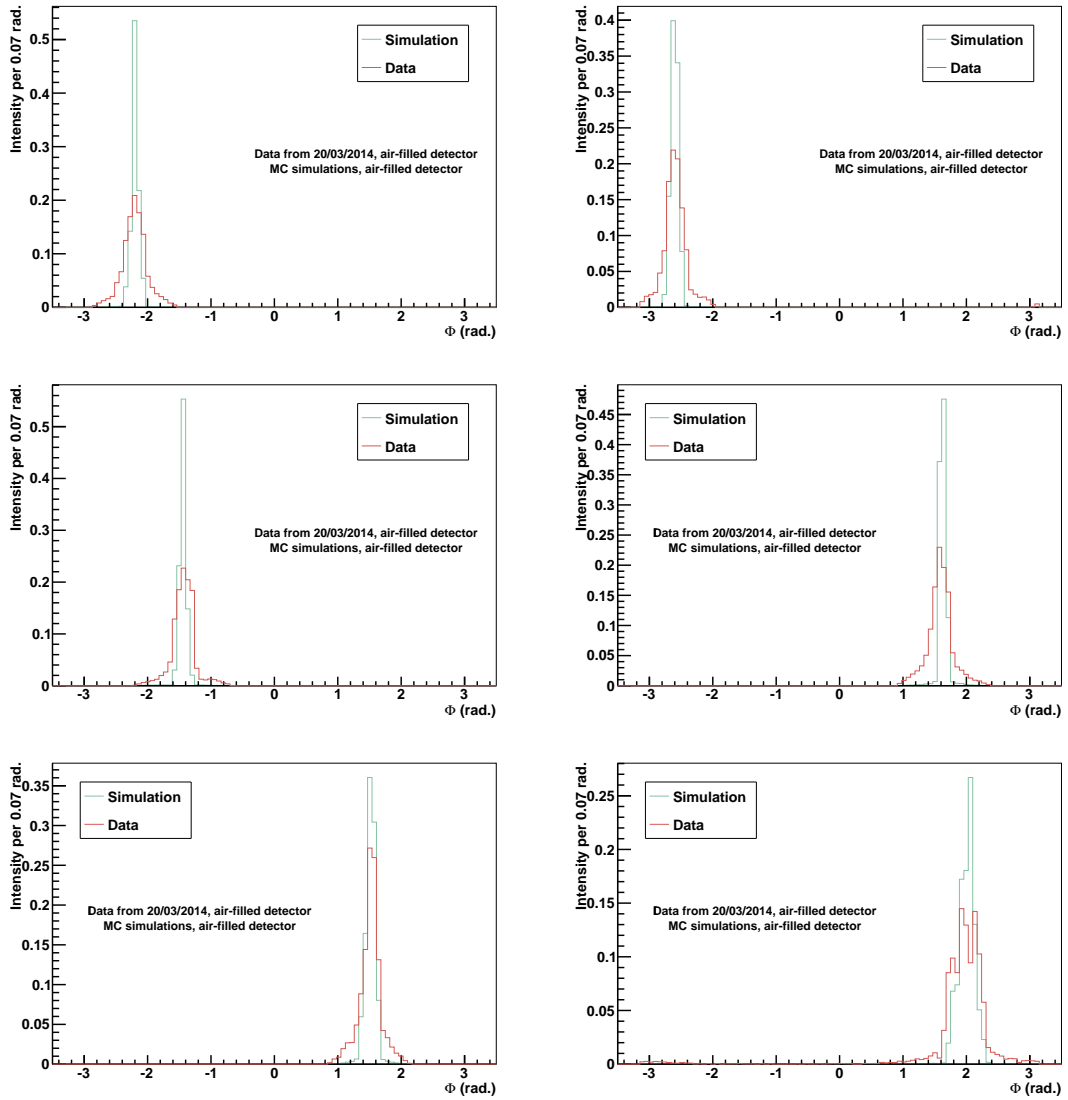 Intensity per 0.07 rad.
0.5
0.4
0.3
0.2
0.1
0
Simulation
Data
Data from 20/03/2014, air-filled detector
MC simulations, air-filled detector
-3 -2 -1 0 1 2 3
Φ (rad.)
Intensity per 0.07 rad.
0.4
0.35
0.3
0.25
0.2
0.15
0.1
0.05
0
Simulation
Data
Data from 20/03/2014, air-filled detector
MC simulations, air-filled detector
-3 -2 -1 0 1 2 3
Φ (rad.)
Intensity per 0.07 rad.
0.5
0.4
0.3
0.2
0.1
0
Simulation
Data
Data from 20/03/2014, air-filled detector
MC simulations, air-filled detector
-3 -2 -1 0 1 2 3
Φ (rad.)
Intensity per 0.07 rad.
0.45
0.4
0.35
0.3
0.25
0.2
0.15
0.1
0.05
0
Simulation
Data
Data from 20/03/2014, air-filled detector
MC simulations, air-filled detector
-3 -2 -1 0 1 2 3
Φ (rad.)
Intensity per 0.07 rad.
0.35
0.3
0.25
0.2
0.15
0.1
0.05
0
Simulation
Data
Data from 20/03/2014, air-filled detector
MC simulations, air-filled detector
-3 -2 -1 0 1 2 3
Φ (rad.)
Intensity per 0.07 rad.
0.25
0.2
0.15
0.1
0.05
0
Simulation
Data
Data from 20/03/2014, air-filled detector
MC simulations, air-filled detector
-3 -2 -1 0 1 2 3
Φ (rad.)